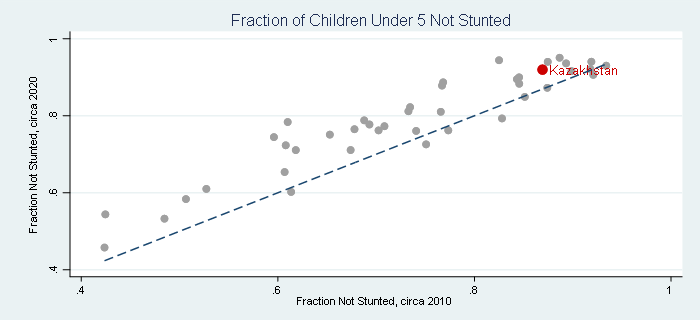 Fraction of Children Under 5 Not Stunted
Fraction Not Stunted, circa 2020
1
.8
.6
.4
Kazakhstan
.4
.6
.8
1
Fraction Not Stunted, circa 2010